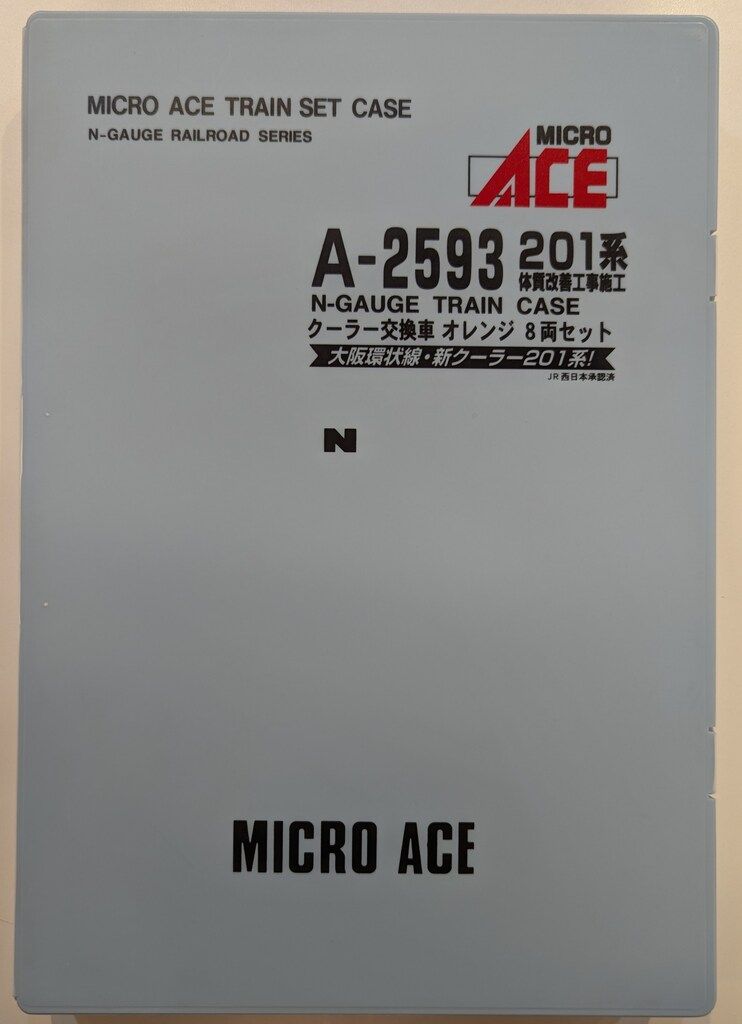 MICRO ACE TRAIN SET CASE
N-GAUGE RAILROAD SERIES
MICRO
ACE
A-2593 201系
体質改善工事施工
N-GAUGE TRAIN CASE
クーラー交換車 オレンジ 8両セット
大阪環状線・新クーラー201系!
JR西日本承認済
N
MICRO ACE